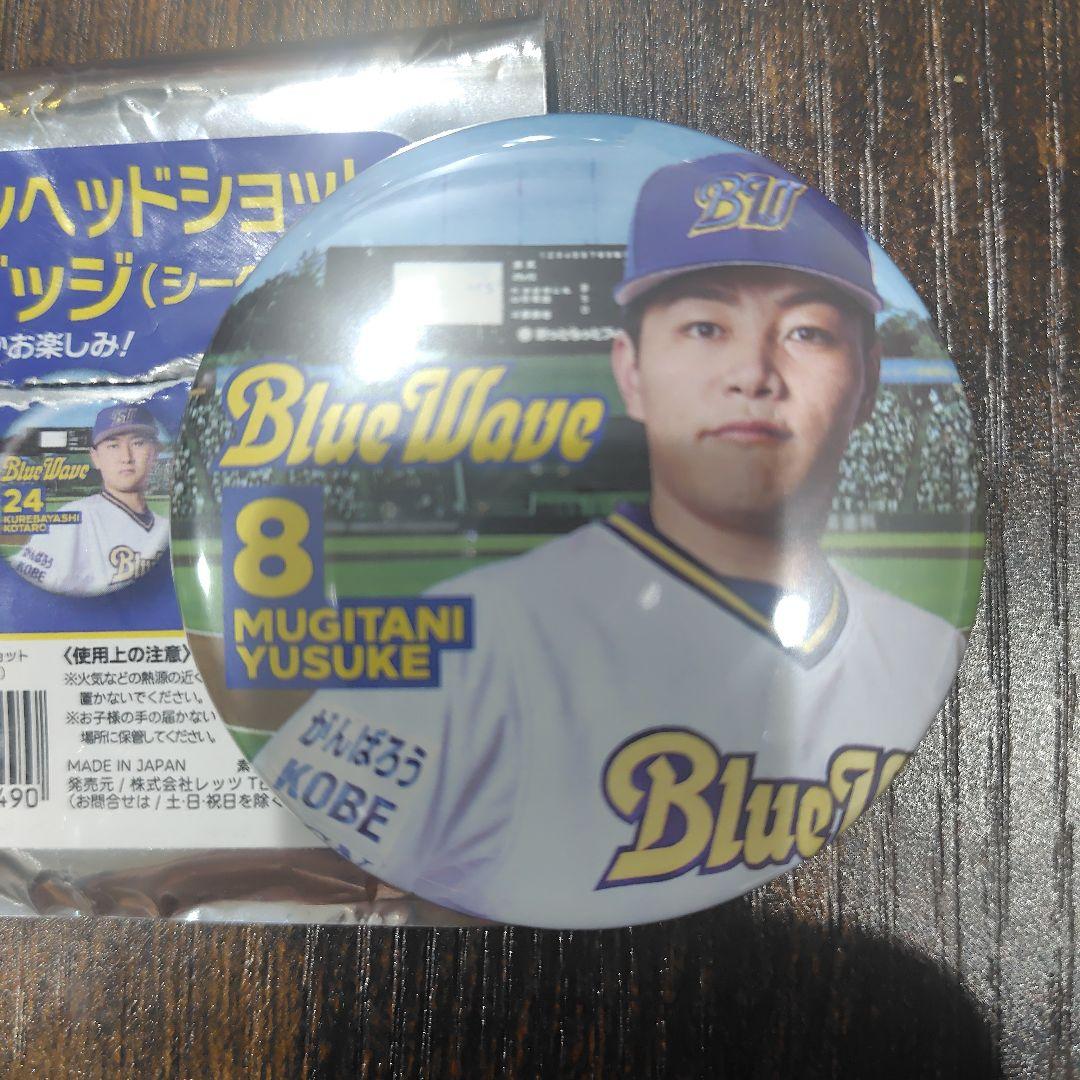 ヘッドショット
ッジ(シー
お楽しみ!
Blue Wave
24
KUREBAYASHI
KOTARO
がんばろう
KOBE
ョット
〈使用上の注意〉
※火気などの熱源の近く
置かないでください。
※お子様の手の届かない
場所に保管してください。
MADE IN JAPAN 素
発売元/株式会社レッツ
(お問合せは/土・日・祝日を除く
490
BW
Blue Wave
8
MUGITANI
YUSUKE
がんばろう
KOBE
Blue W